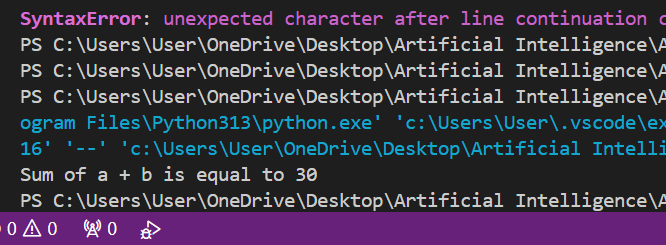 SyntaxError: unexpected character after line continuation
PS C:\Users\User\OneDrive\Desktop\Artificial Intelligence\
PS C:\Users\User\OneDrive\Desktop\Artificial Intelligence\
PS C:\Users\User\OneDrive\Desktop\Artificial Intelligence\
ogram Files\Python313\python.exe' 'c:\Users\User\.vscode\ex
16' '--' 'c:\Users\User\OneDrive\Desktop\Artificial Intelli
Sum of a + b is equal to 30
PS C:\Users\User\OneDrive\Desktop\Artificial Intelligence\
0 0 0